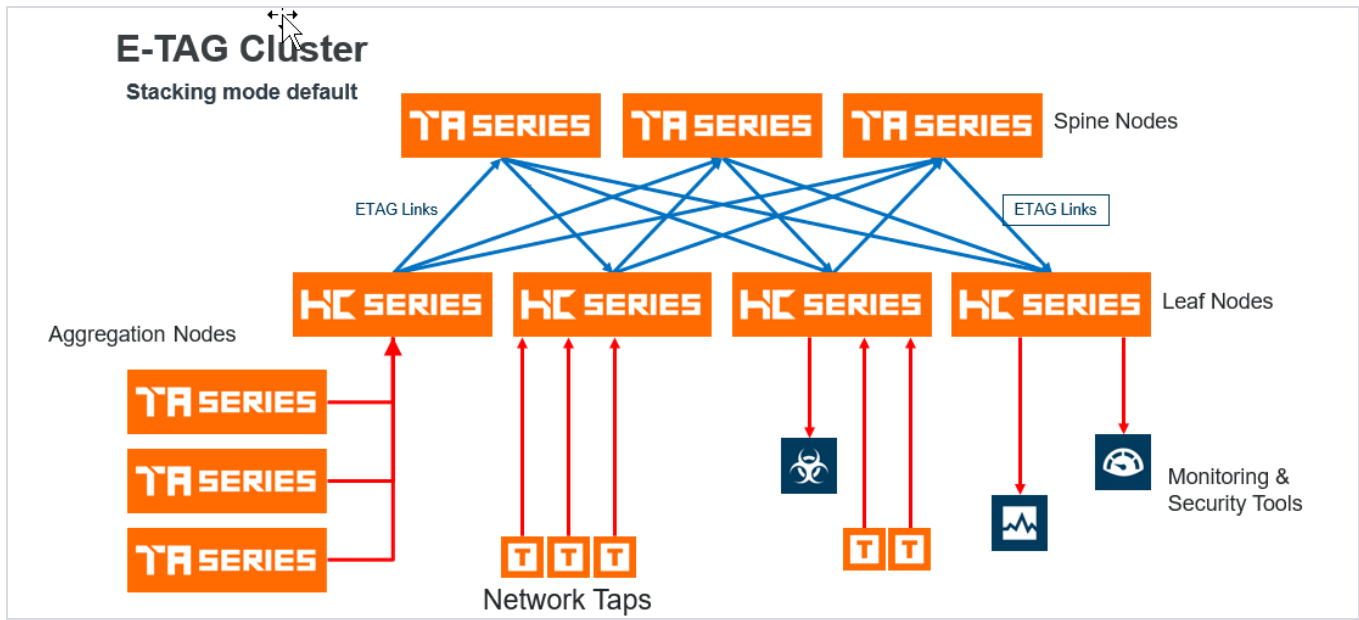 E-TAG Cluster
Stacking mode default
TA SERIES
TA SERIES
TA SERIES
Spine Nodes
ETAG Links
ETAG Links
HC SERIES
HC SERIES
HC SERIES
HC SERIES
Leaf Nodes
Aggregation Nodes
TA SERIES
TA SERIES
TA SERIES
Monitoring &
Security Tools
T
T
T
T
T
Network Taps